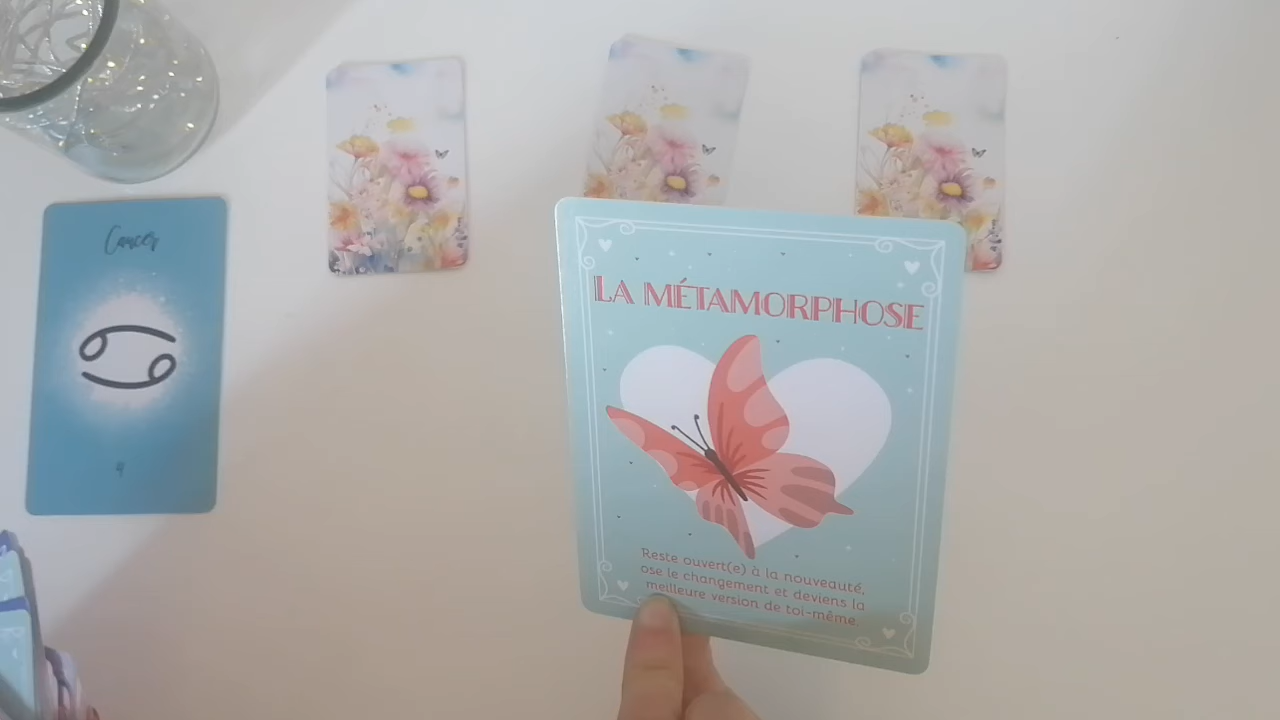 Cancer
LA MÉTAMORPHOSE
Reste ouvert(e) à la nouveauté,
ose le changement et deviens la
meilleure version de toi-même